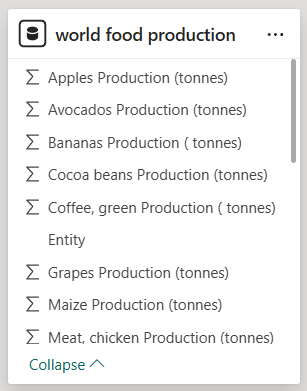 world food production
Apples Production (tonnes)
Avocados Production (tonnes)
Bananas Production ( tonnes)
Cocoa beans Production (tonnes)
Coffee, green Production ( tonnes)
Entity
Grapes Production (tonnes)
Maize Production (tonnes)
Meat, chicken Production (tonnes)
Collapse